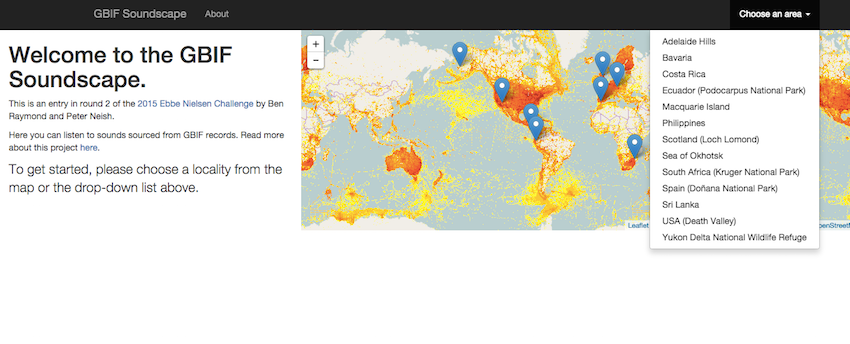 GBIF Soundscape About Choose an area
Welcome to the GBIF
Soundscape.
This is an entry in round 2 of the 2015 Ebbe Nielsen Challenge by Ben
Raymond and Peter Neish.
Here you can listen to sounds sourced from GBIF records. Read more
about this project here.
To get started, please choose a locality from the
map or the drop-down list above.
+
−
Adelaide Hills
Bavaria
Costa Rica
Ecuador (Podocarpus National Park)
Macquarie Island
Philippines
Scotland (Loch Lomond)
Sea of Okhotsk
South Africa (Kruger National Park)
Spain (Doñana National Park)
Sri Lanka
USA (Death Valley)
Yukon Delta National Wildlife Refuge
Leaflet